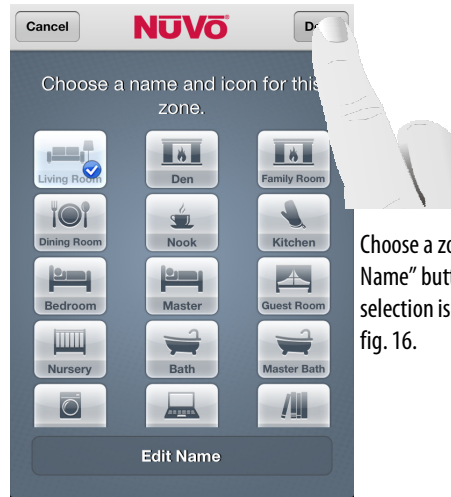 Cancel
NŪVō
Choose a name and icon for this
zone.
Living Room
Den
Family Room
Dining Room
Nook
Kitchen
Bedroom
Master
Guest Room
Nursery
Bath
Master Bath
Edit Name
Choose a zo
Name” butt
selection is
fig. 16.